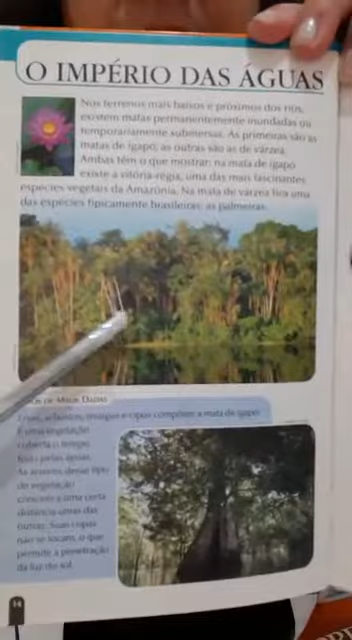 O IMPÉRIO DAS ÁGUAS
Nos terrenos mais baixos e próximos dos rios,
existem matas permanentemente inundadas ou
temporariamente submersas. As primeiras são as
matas de igapó, as outras são as de várzea.
Ambas têm o que mostrar: na mata de igapó
existe a vitória-régia, uma das mais fascinantes
espécies vegetais da Amazônia. Na mata de várzea fica uma
das espécies tipicamente brasileiras: as palmeiras.
de
arbustos, musgos e cipós compõem a mata de igapó.
É uma vegetação
coberta o tempo
todo pelas águas.
As árvores desse tipo
de vegetação
crescem a uma certa
distância umas das
outras. Suas copas
não se tocam, o que
permite a penetração
da luz do sol.